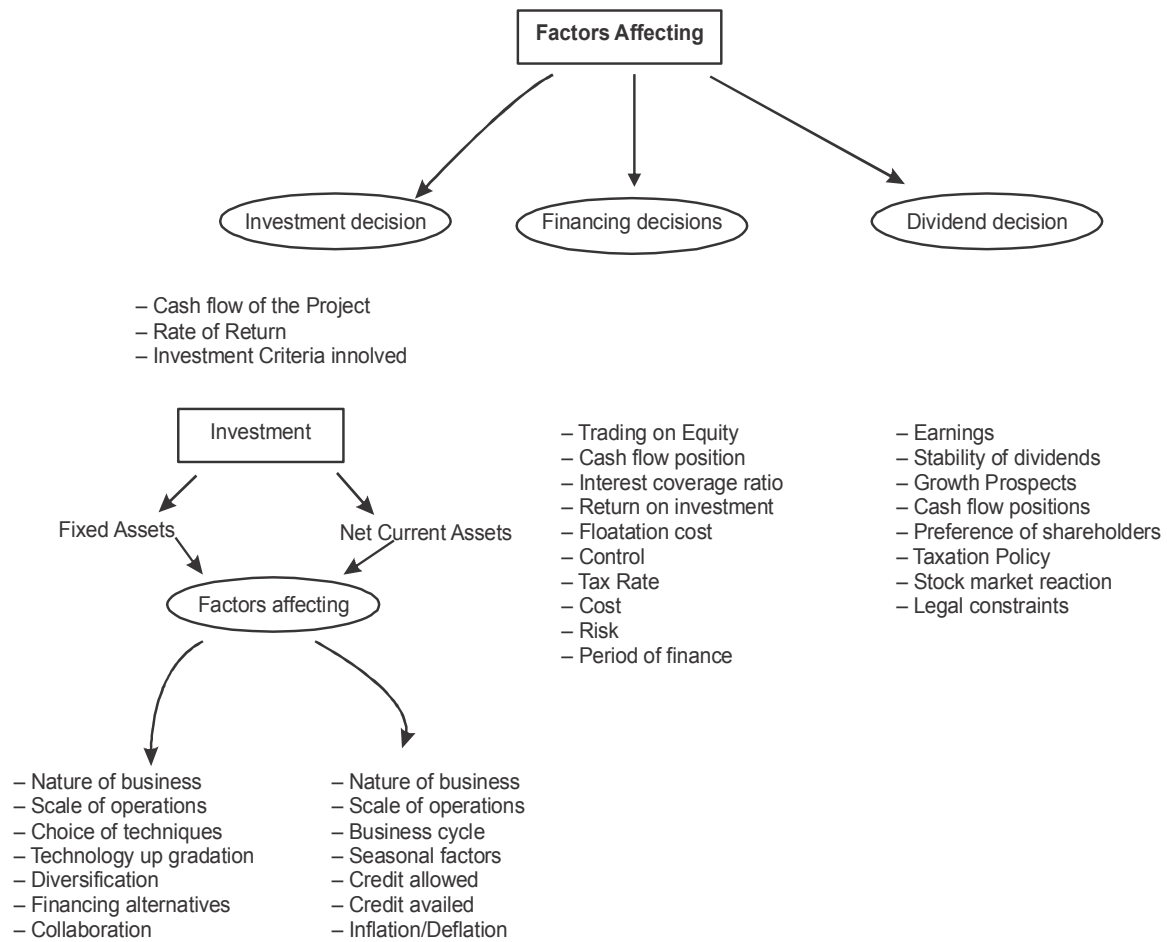 Factors Affecting
Investment decision
Financing decisions
Dividend decision
– Cash flow of the Project
– Rate of Return
– Investment Criteria innolved
Investment
Fixed Assets
Net Current Assets
Factors affecting
– Nature of business
– Scale of operations
– Choice of techniques
– Technology up gradation
– Diversification
– Financing alternatives
– Collaboration
– Nature of business
– Scale of operations
– Business cycle
– Seasonal factors
– Credit allowed
– Credit availed
– Inflation/Deflation
– Trading on Equity
– Cash flow position
– Interest coverage ratio
– Return on investment
– Floatation cost
– Control
– Tax Rate
– Cost
– Risk
– Period of finance
– Earnings
– Stability of dividends
– Growth Prospects
– Cash flow positions
– Preference of shareholders
– Taxation Policy
– Stock market reaction
– Legal constraints